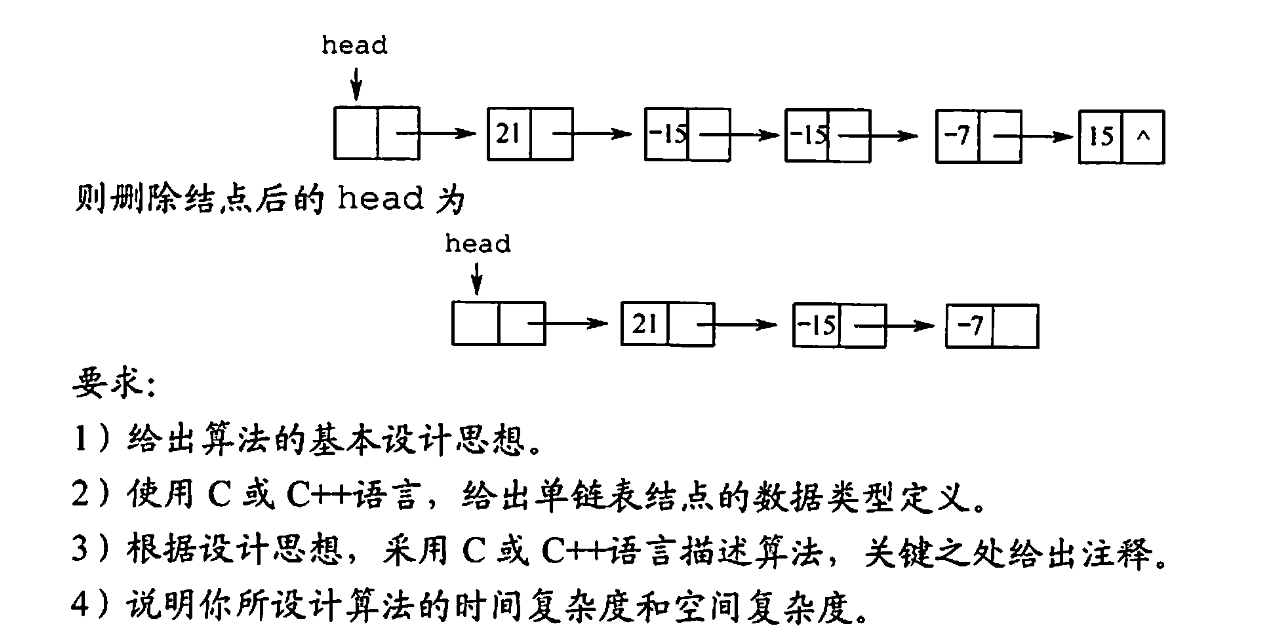 head
21 -15 -15 -7 15 ^
则删除结点后的 head 为
head
21 -15 -7
要求：
1）给出算法的基本设计思想。
2）使用 C 或 C++语言，给出单链表结点的数据类型定义。
3）根据设计思想，采用 C 或 C++语言描述算法，关键之处给出注释。
4）说明你所设计算法的时间复杂度和空间复杂度。